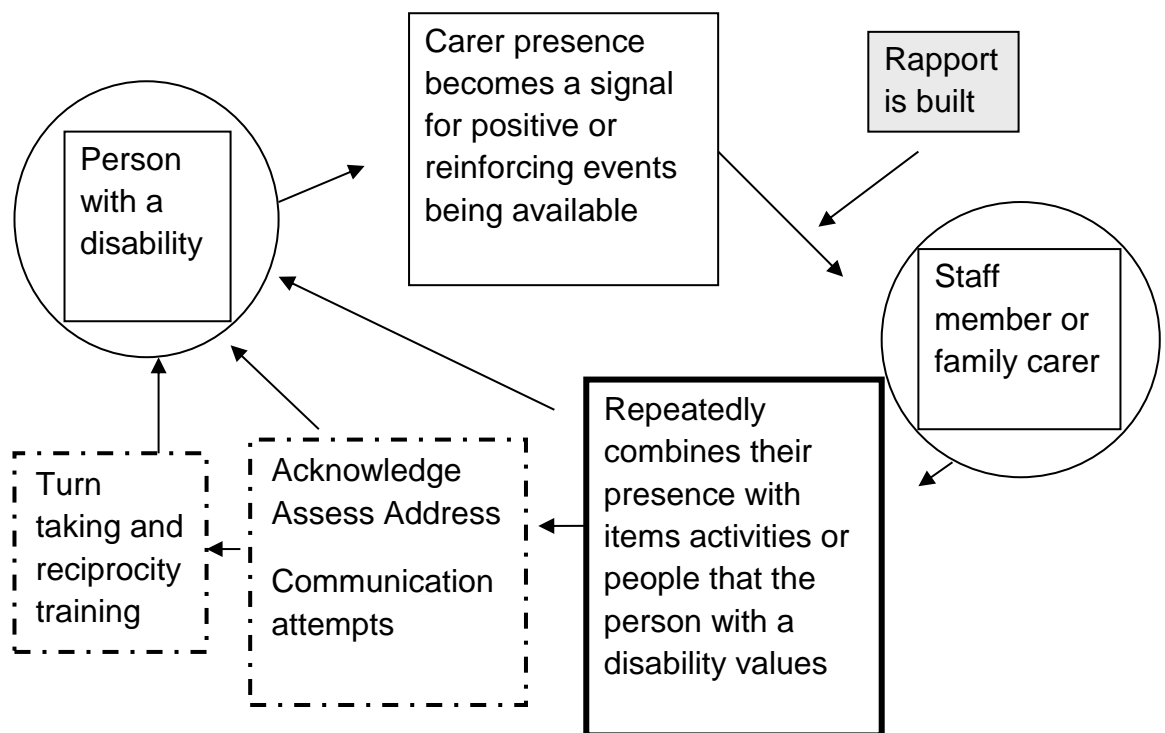 Carer presence
becomes a signal
for positive or
reinforcing events
being available
Rapport
is built
Person
with a
disability
Staff
member or
family carer
Repeatedly
combines their
presence with
items activities or
people that the
person with a
disability values
Acknowledge
Assess Address
Communication
attempts
Turn
taking and
reciprocity
training